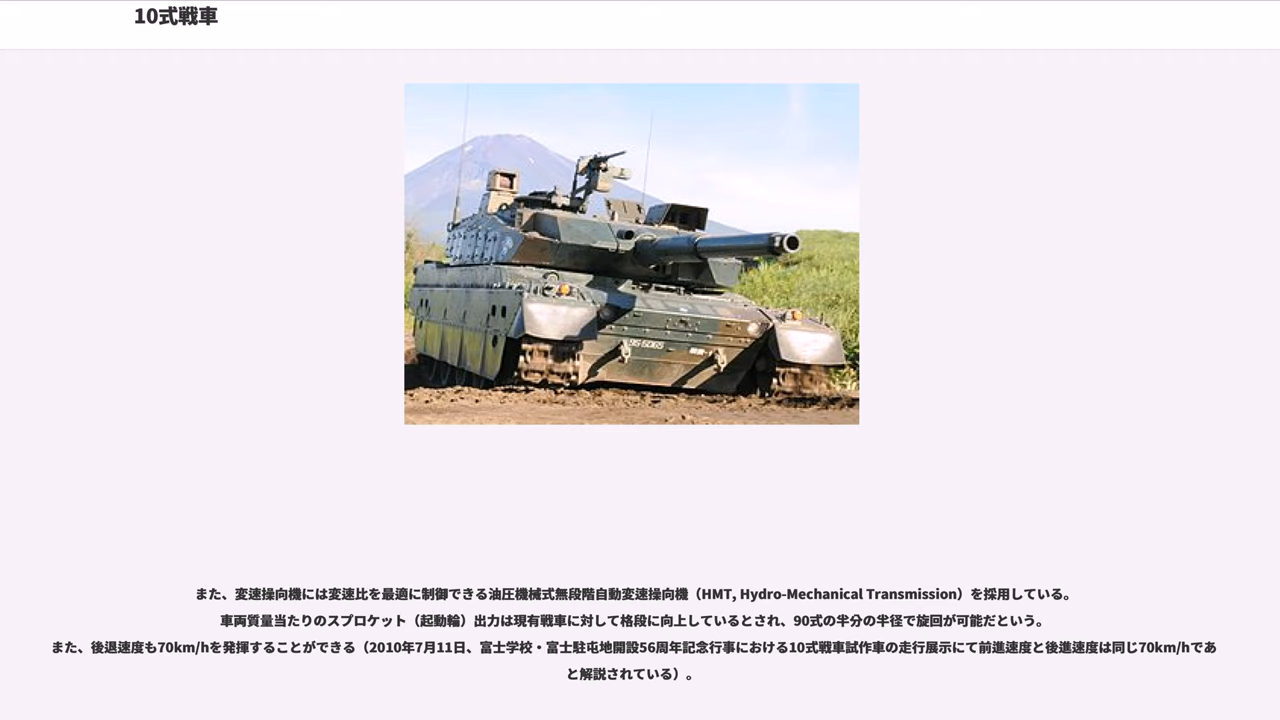 10式戦車
また、変速操向機には変速比を最適に制御できる油圧機械式無段階自動変速操向機（HMT, Hydro-Mechanical Transmission）を採用している。
車両質量当たりのスプロケット（起動輪）出力は現有戦車に対して格段に向上しているとされ、90式の半分の半径で旋回が可能だという。
また、後退速度も70km/hを発揮することができる（2010年7月11日、富士学校・富士駐屯地開設56周年記念行事における10式戦車試作車の走行展示にて前進速度と後進速度は同じ70km/hであ
と解説されている）。